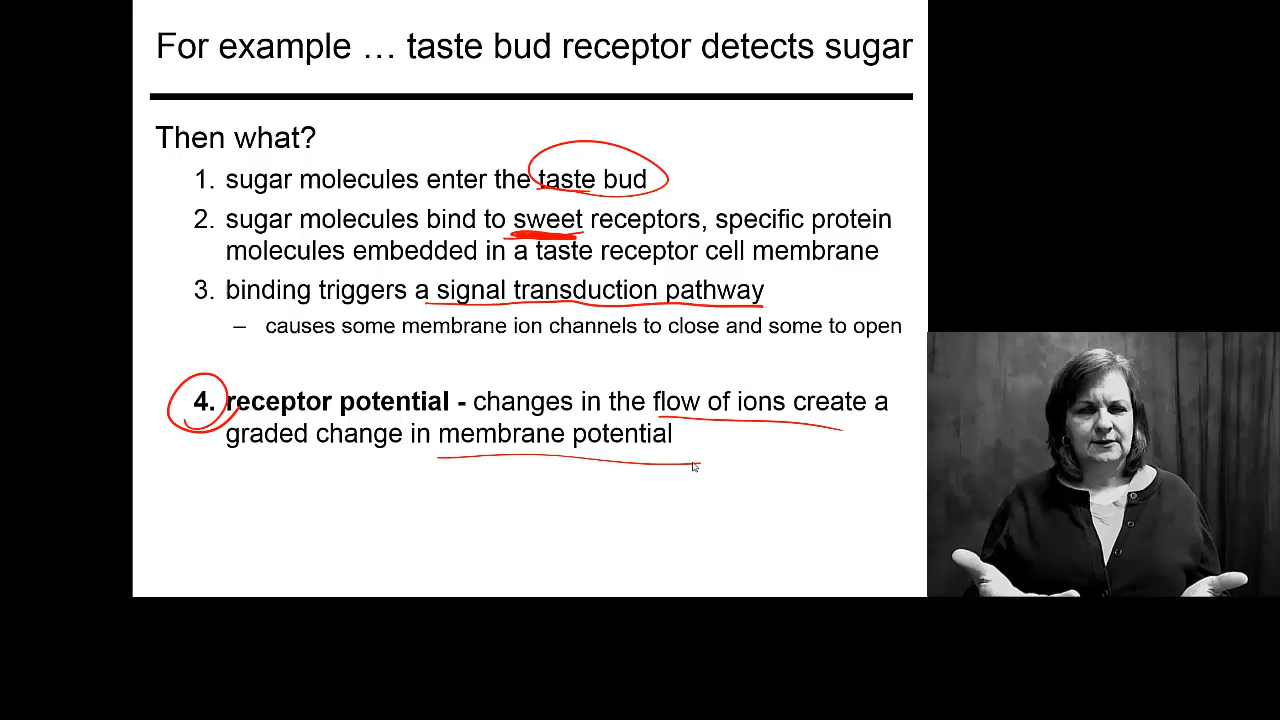 For example … taste bud receptor detects sugar
Then what?
1. sugar molecules enter the taste bud
2. sugar molecules bind to sweet receptors, specific protein
molecules embedded in a taste receptor cell membrane
3. binding triggers a signal transduction pathway
– causes some membrane ion channels to close and some to open
4. receptor potential - changes in the flow of ions create a
graded change in membrane potential